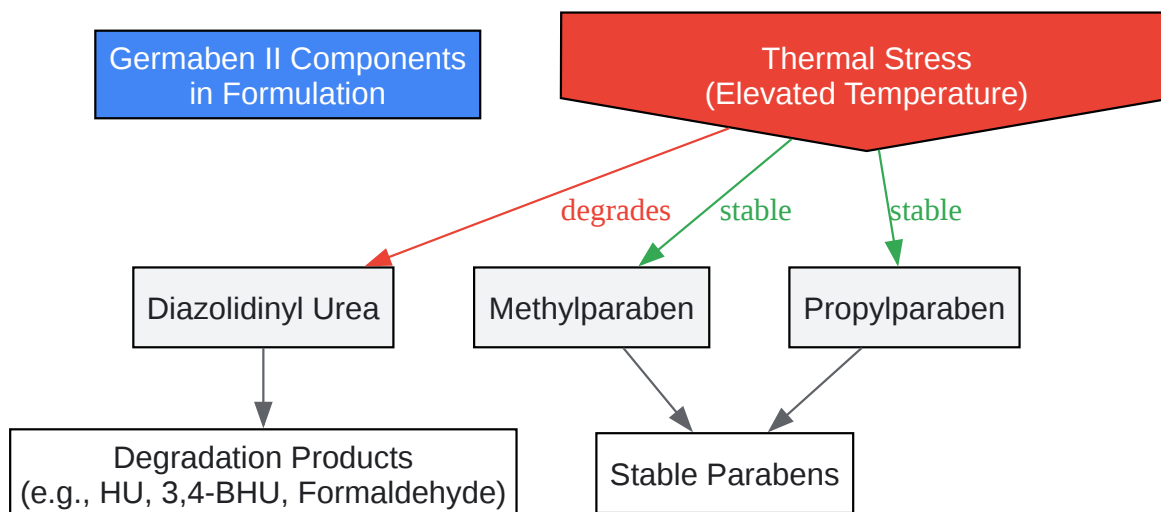 Germaben II Components
in Formulation
Thermal Stress
(Elevated Temperature)
degrades
stable
stable
Diazolidinyl Urea
Methylparaben
Propylparaben
Degradation Products
(e.g., HU, 3,4-BHU, Formaldehyde)
Stable Parabens